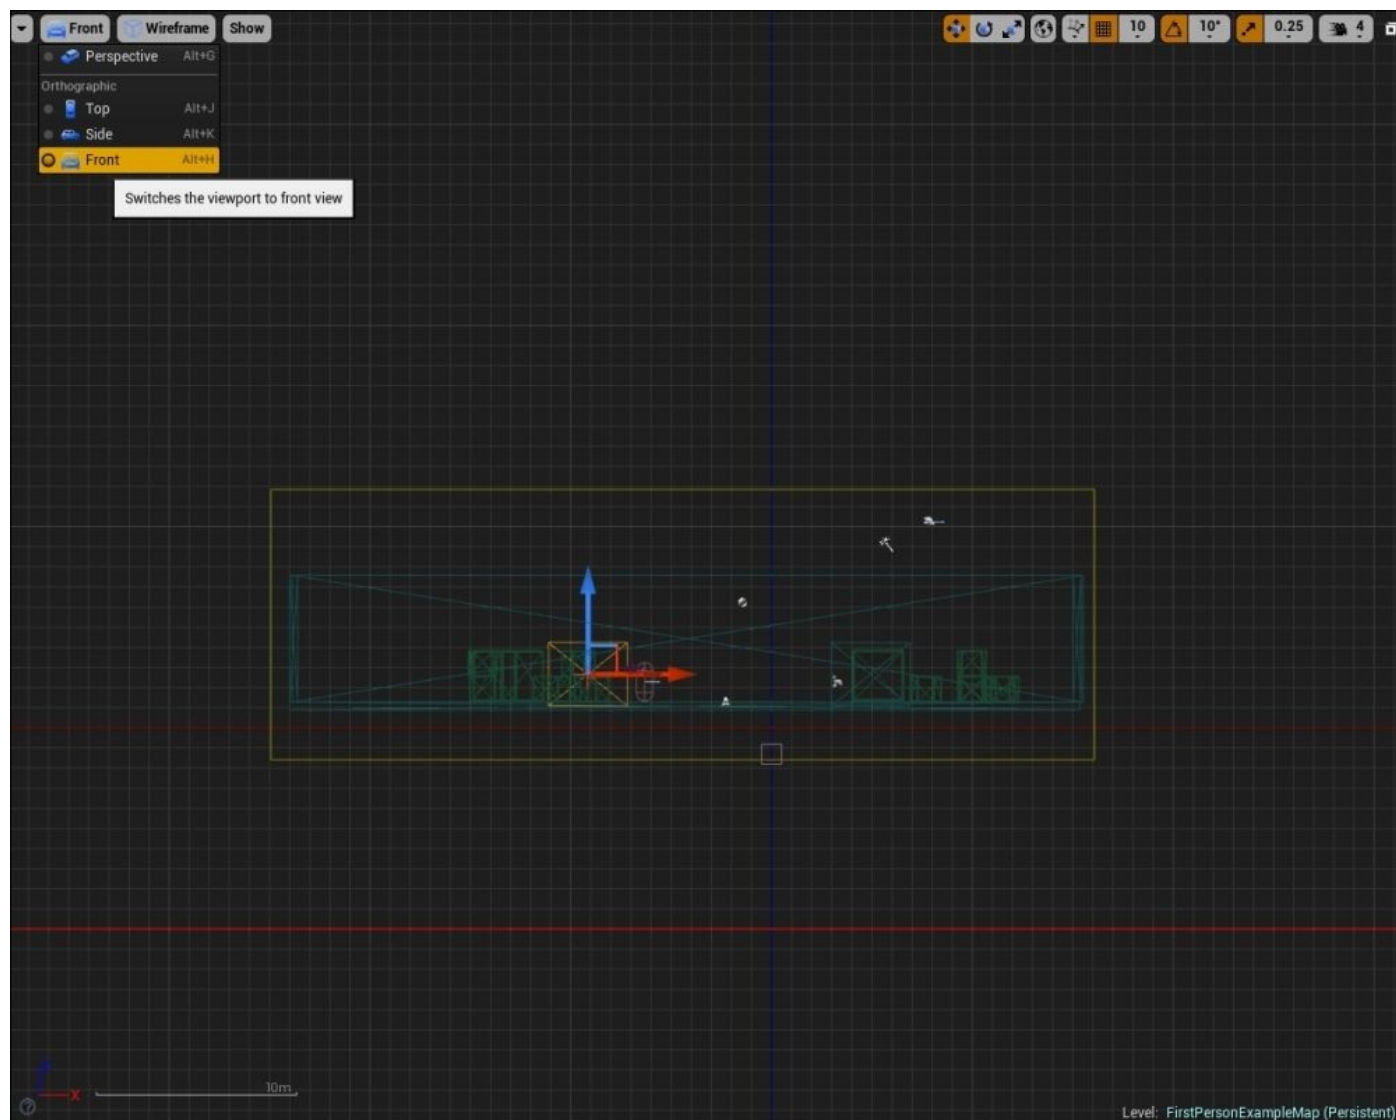 Front Wireframe Show 10 10° 0.25 4
Perspective Alt+G
Orthographic
Top Alt+J
Side Alt+K
Front Alt+H
Switches the viewport to front view
X 10m
Level: FirstPersonExampleMap (Persistent)